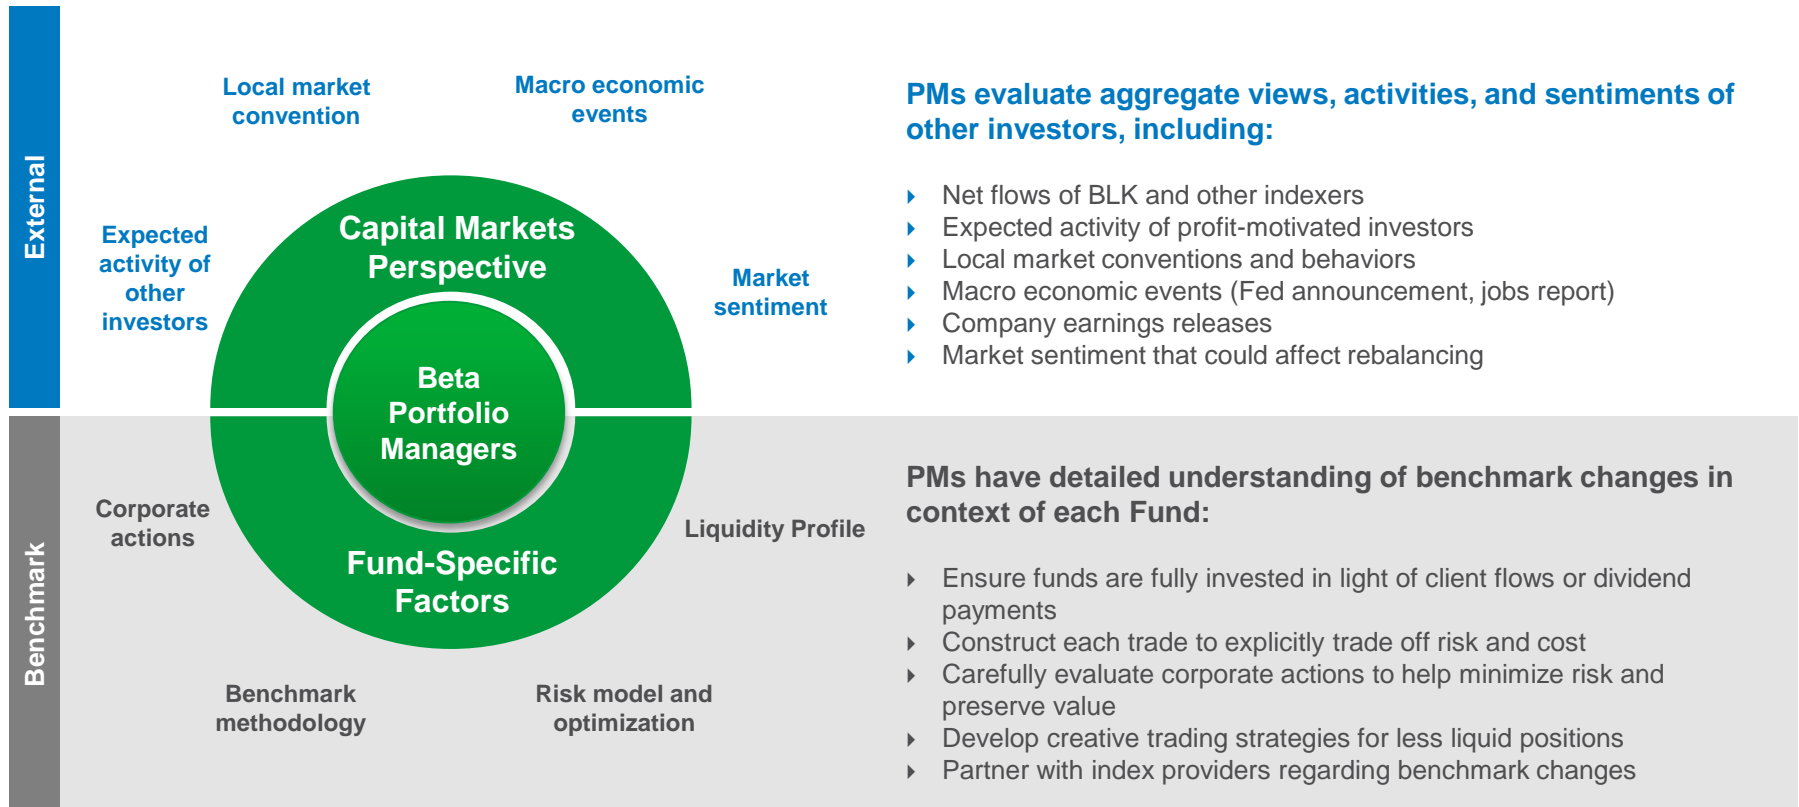 External
Local market
convention
Macro economic
events
Expected
activity of
other
investors
Market
sentiment
Capital Markets
Perspective
Beta
Portfolio
Managers
PMs evaluate aggregate views, activities, and sentiments of
other investors, including:
Net flows of BLK and other indexers
Expected activity of profit-motivated investors
Local market conventions and behaviors
Macro economic events (Fed announcement, jobs report)
Company earnings releases
Market sentiment that could affect rebalancing
Benchmark
Corporate
actions
Liquidity Profile
Fund-Specific
Factors
Benchmark
methodology
Risk model and
optimization
PMs have detailed understanding of benchmark changes in
context of each Fund:
Ensure funds are fully invested in light of client flows or dividend
payments
Construct each trade to explicitly trade off risk and cost
Carefully evaluate corporate actions to help minimize risk and
preserve value
Develop creative trading strategies for less liquid positions
Partner with index providers regarding benchmark changes